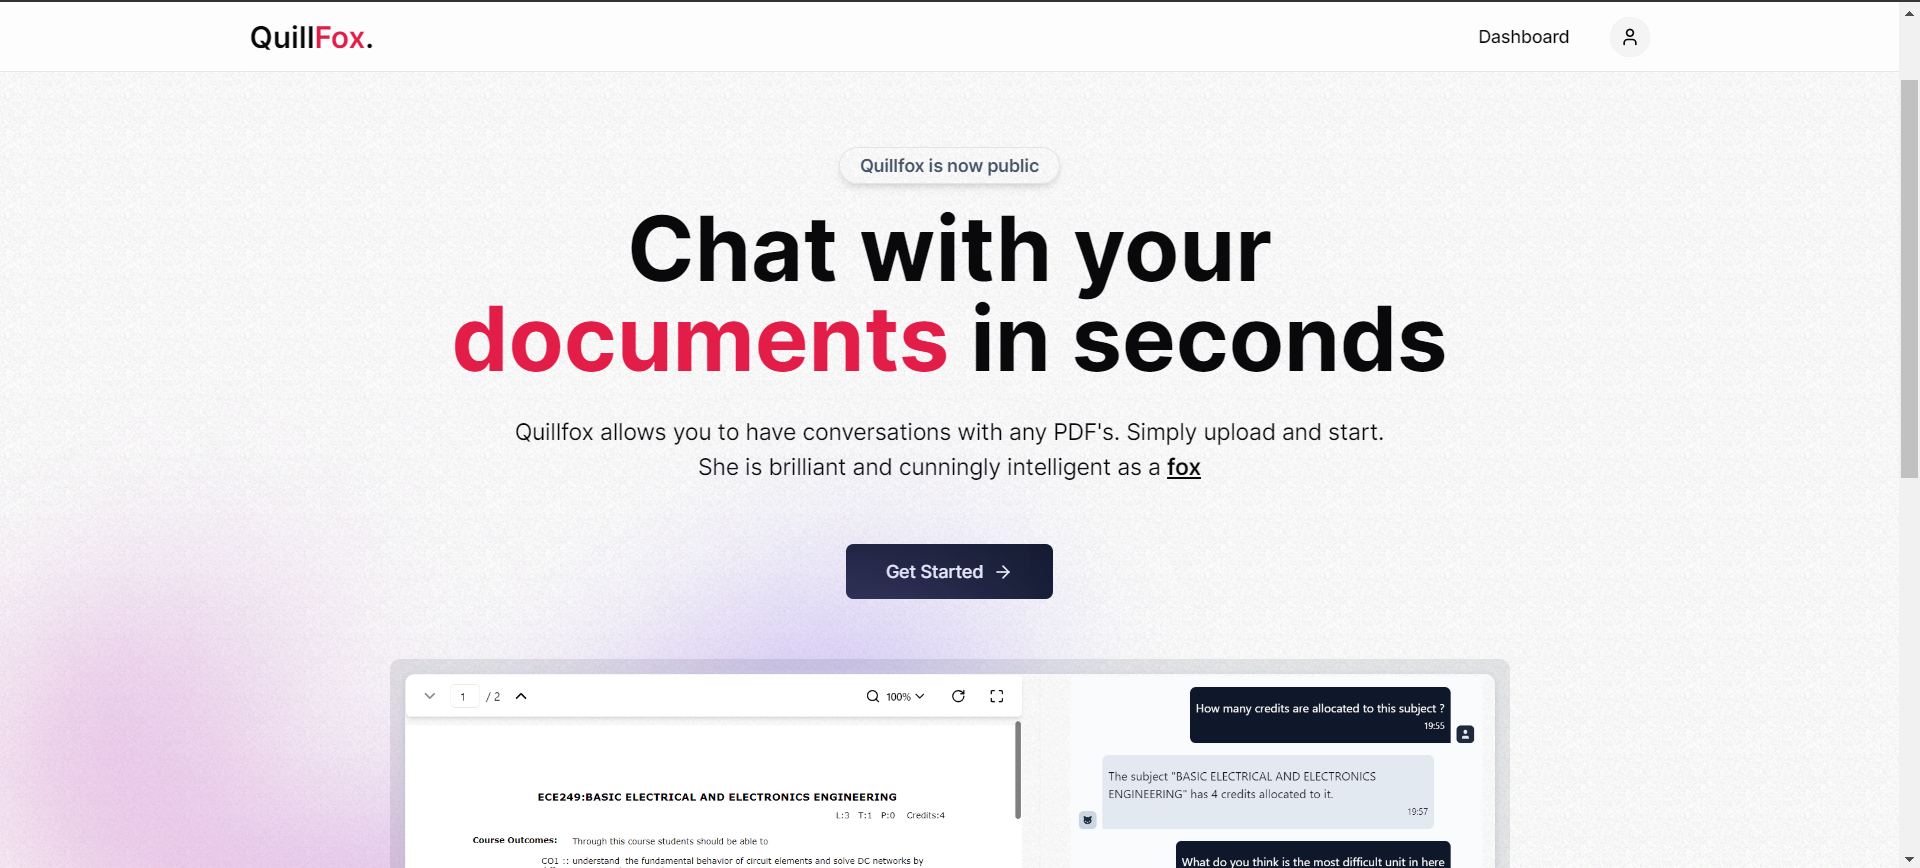 QuillFox.
Dashboard
Quillfox is now public
Chat with your
documents in seconds
Quillfox allows you to have conversations with any PDF's. Simply upload and start.
She is brilliant and cunningly intelligent as a fox
Get Started
1 / 2
100%
ECE249:BASIC ELECTRICAL AND ELECTRONICS ENGINEERING
L:3 T:1 P:0 Credits:4
Course Outcomes: Through this course students should be able to
CO1 :: understand the fundamental behavior of circuit elements and solve DC networks by
How many credits are allocated to this subject ?
19:55
The subject "BASIC ELECTRICAL AND ELECTRONICS
ENGINEERING" has 4 credits allocated to it.
19:57
What do you think is the most difficult unit in here